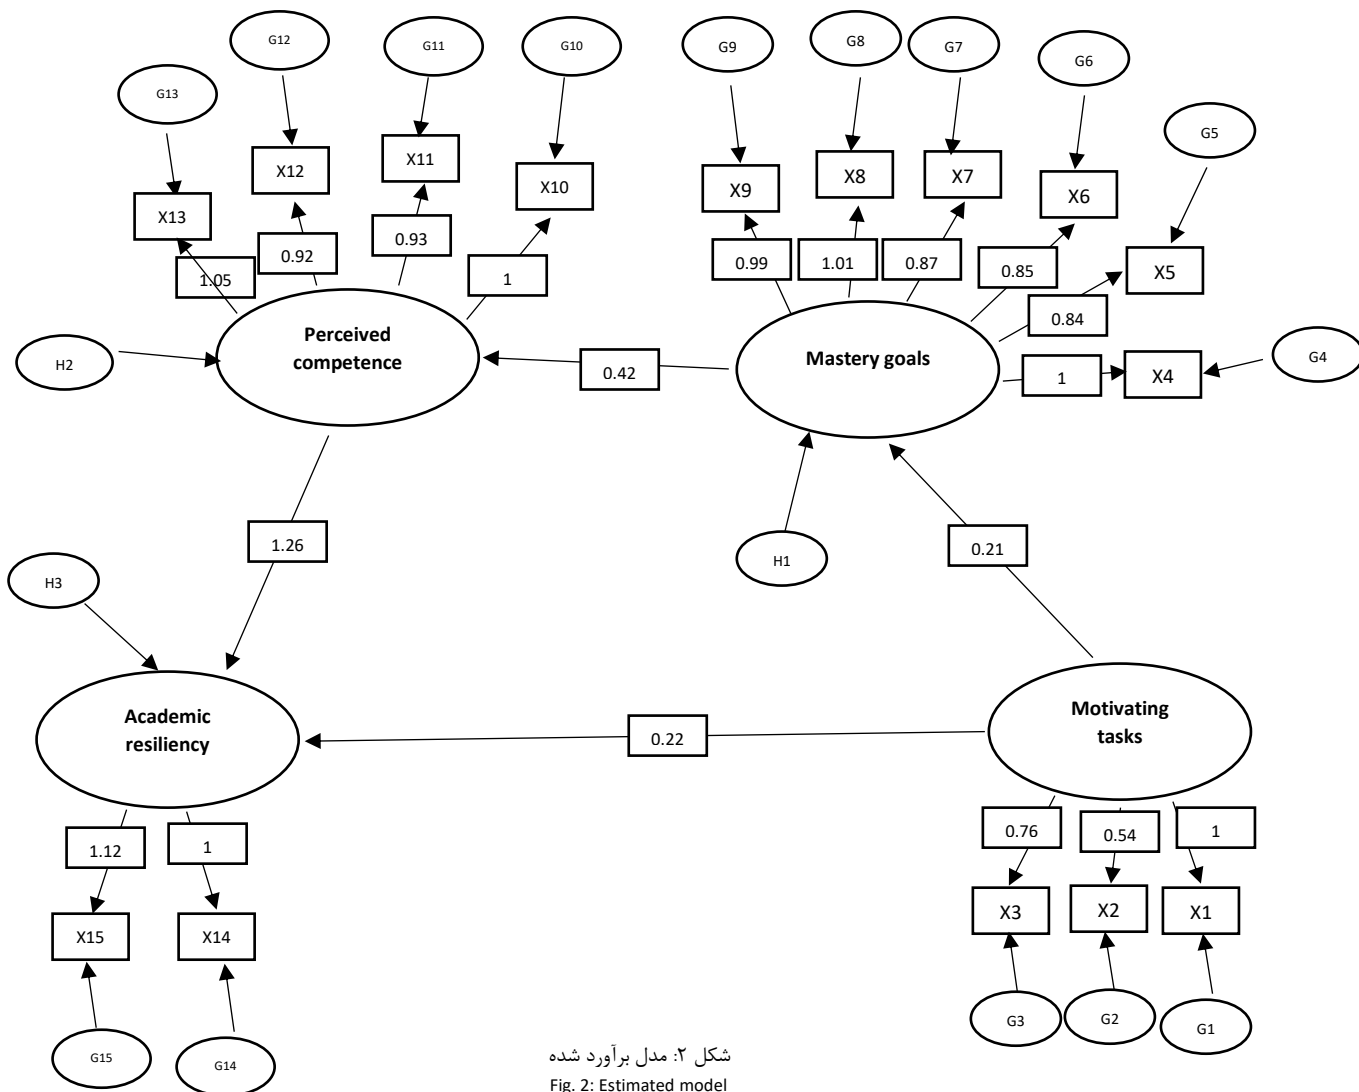 G12
G11
G10
G9
G8
G7
G6
G13
G5
X12
X11
X10
X9
X8
X7
X6
X13
X5
1.05
0.92
0.93
1
0.99
1.01
0.87
0.85
0.84
H2
Perceived
competence
0.42
Mastery goals
1
X4
G4
1.26
H1
0.21
H3
Academic
resiliency
0.22
Motivating
tasks
1.12
1
0.76
0.54
1
X15
X14
X3
X2
X1
G15
G14
G3
G2
G1
شکل ۲: مدل برآورد شده
Fig. 2: Estimated model